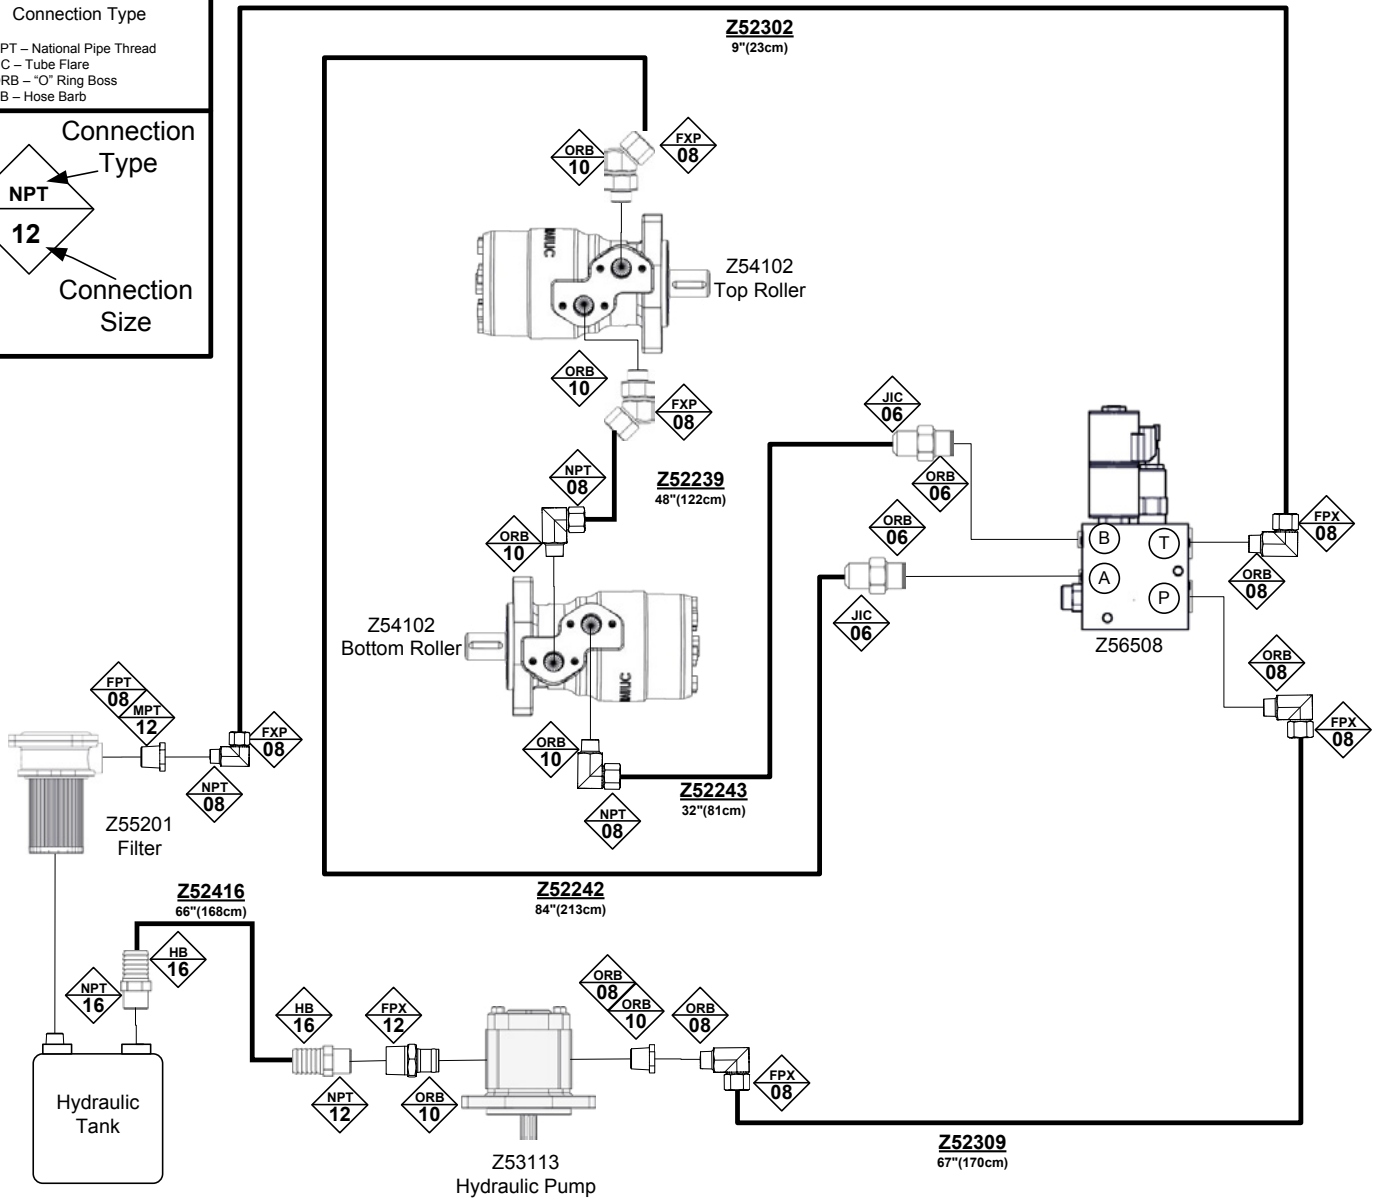 Connection Type
PT – National Pipe Thread
C – Tube Flare
RB – “O” Ring Boss
B – Hose Barb
Connection
Type
NPT
12
Connection
Size
Z52302
9"(23cm)
ORB
10
FXP
08
Z54102
Top Roller
ORB
10
FXP
08
JIC
06
ORB
06
NPT
08
Z52239
48"(122cm)
ORB
10
ORB
06
JIC
06
B
T
A
P
Z56508
FPX
08
ORB
08
ORB
08
FPX
08
Z54102
Bottom Roller
ORB
10
NPT
08
Z52243
32"(81cm)
FPT
08
MPT
12
NPT
08
FXP
08
Z55201
Filter
Z52242
84"(213cm)
Z52416
66"(168cm)
HB
16
NPT
16
Hydraulic
Tank
HB
16
NPT
12
FPX
12
ORB
10
Z53113
Hydraulic Pump
ORB
08
ORB
10
ORB
08
FPX
08
Z52309
67"(170cm)